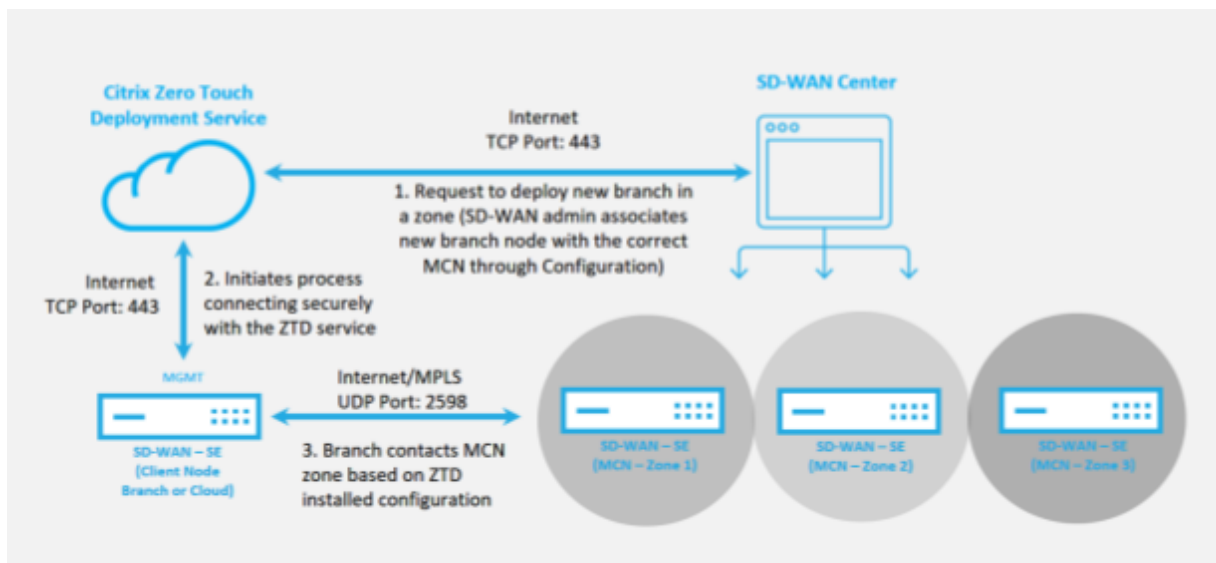 Citrix Zero Touch
Deployment Service
SD-WAN Center
Internet
TCP Port: 443
1. Request to deploy new branch in
a zone (SD-WAN admin associates
new branch node with the correct
MCN through Configuration)
Internet
TCP Port: 443
2. Initiates process
connecting securely
with the ZTD service
MGMT
SD-WAN – SE
(Client Node
Branch or Cloud)
Internet/MPLS
UDP Port: 2598
3. Branch contacts MCN
zone based on ZTD
installed configuration
SD-WAN – SE
(MCN – Zone 1)
SD-WAN – SE
(MCN – Zone 2)
SD-WAN – SE
(MCN – Zone 3)